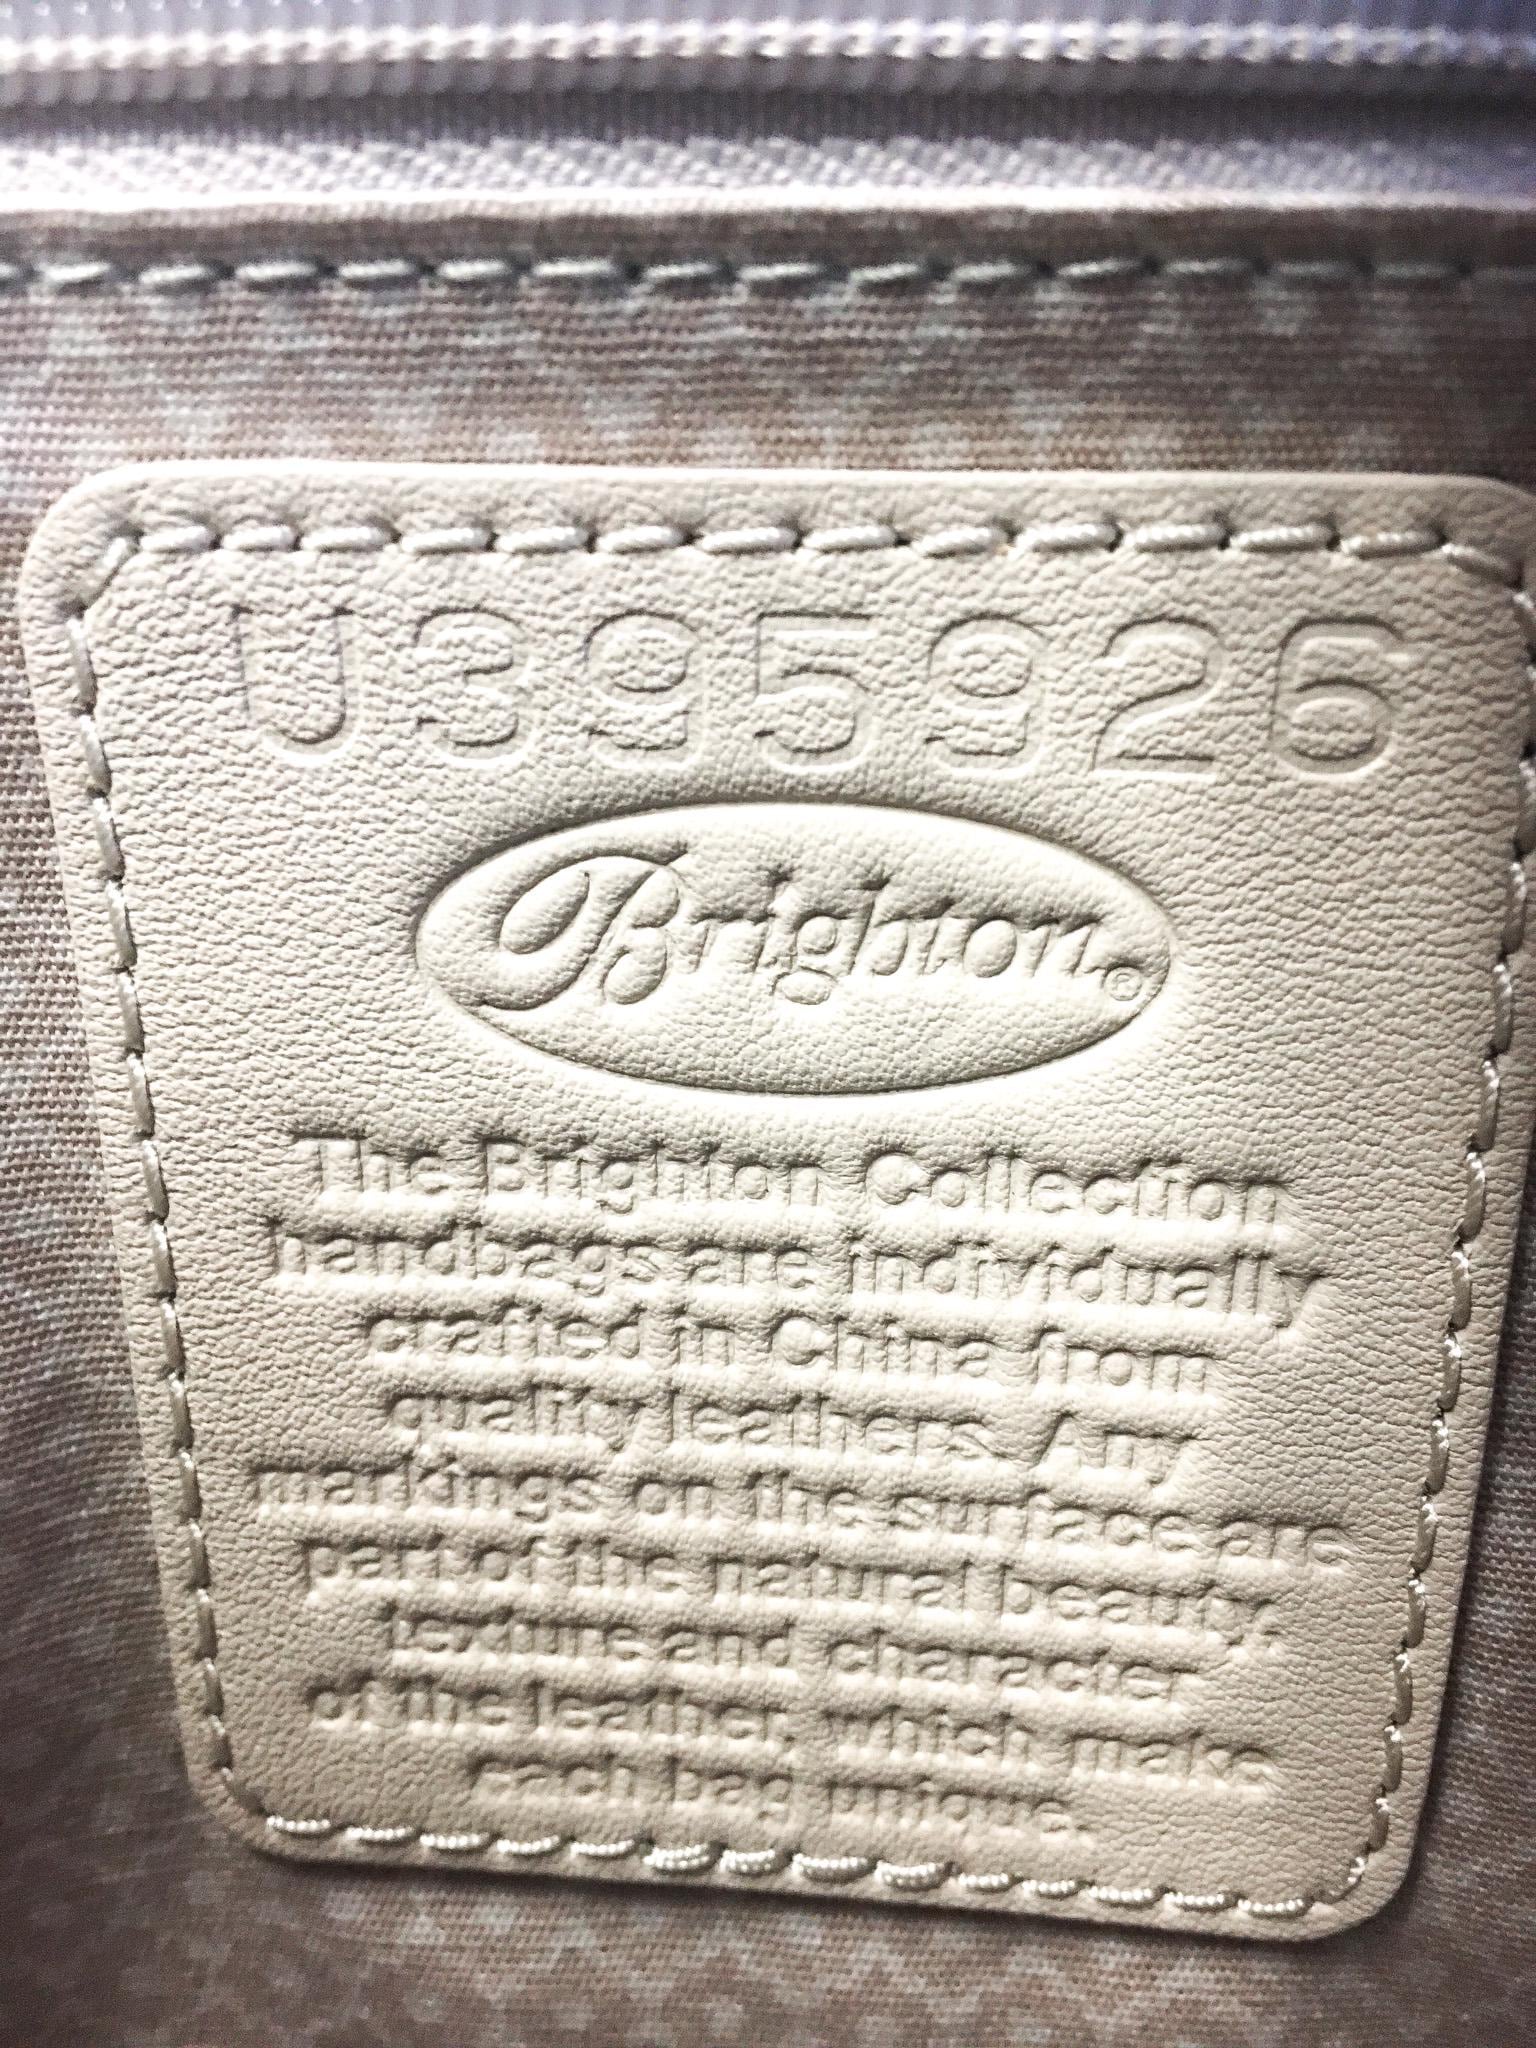 U395926
Brighton©
The Brighton Collection
handbags are individually
crafted in China from
quality leathers. Any
markings on the surface are
part of the natural beauty,
texture and character
of the leather, which make
each bag unique.